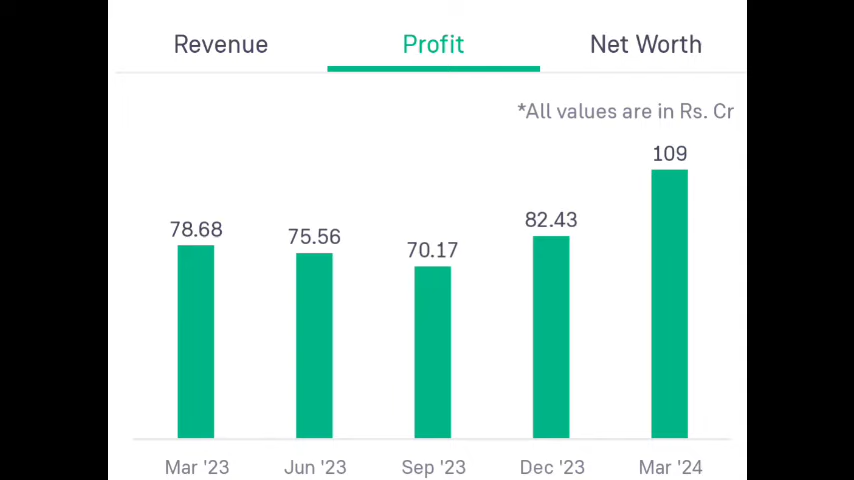 Revenue Profit Net Worth
*All values are in Rs. Cr
109
82.43
78.68
75.56
70.17
Mar '23 Jun '23 Sep '23 Dec '23 Mar '24